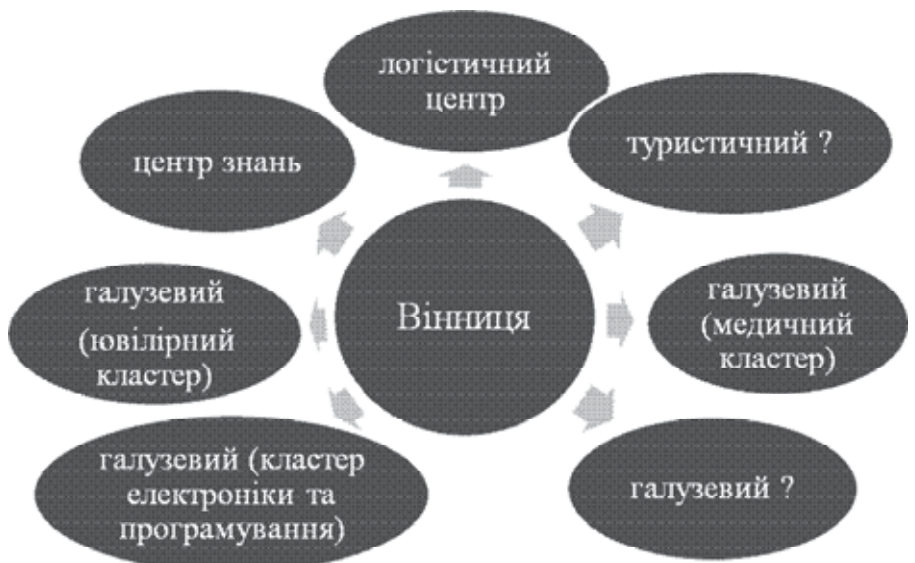 логістичний
центр
туристичний ?
центр знань
галузевий
(ювілірний
кластер)
Вінниця
галузевий
(медичний
кластер)
галузевий (кластер
електроніки та
програмування)
галузевий ?